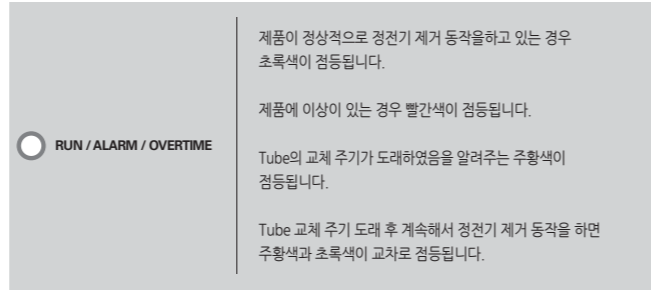 제품이 정상적으로 정전기 제거 동작을하고 있는 경우
초록색이 점등됩니다.
제품에 이상이 있는 경우 빨간색이 점등됩니다.
RUN / ALARM / OVERTIME
Tube의 교체 주기가 도래하였음을 알려주는 주황색이
점등됩니다.
Tube 교체 주기 도래 후 계속해서 정전기 제거 동작을 하면
주황색과 초록색이 교차로 점등됩니다.